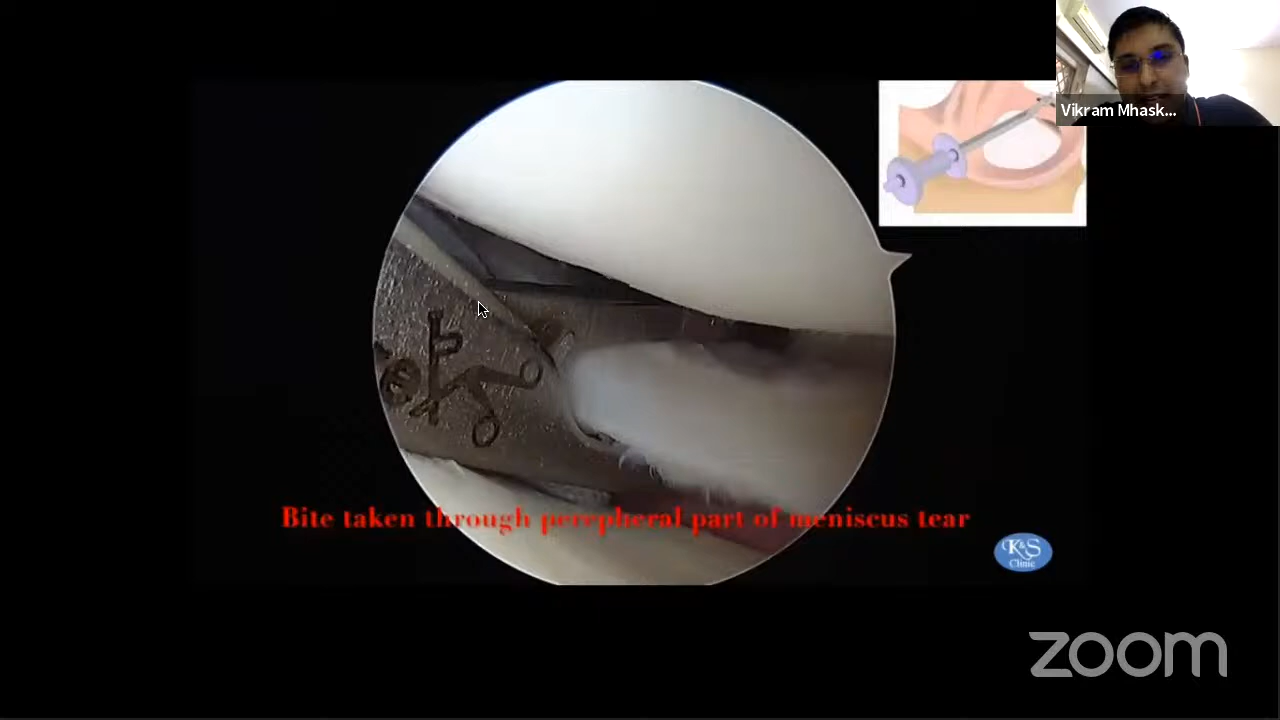 Vikram Mhask...
Bite taken through perepheral part of meniscus tear
K&S
Clinic
zoom